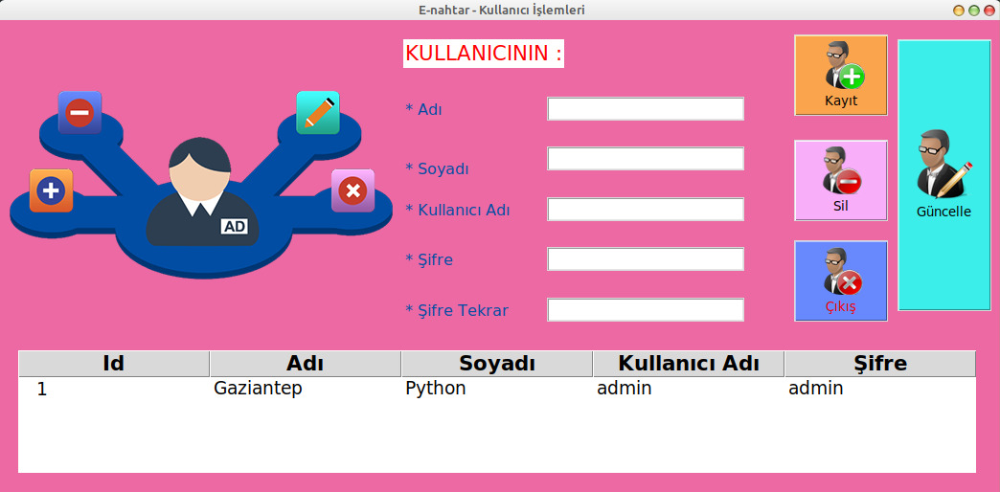 E-nahtar - Kullanıcı İşlemleri
KULLANICININ :
* Adı
* Soyadı
* Kullanıcı Adı
* Şifre
* Şifre Tekrar
AD
Kayıt
Sil
Çıkış
Güncelle
Id Adı Soyadı Kullanıcı Adı Şifre
1 Gaziantep Python admin admin